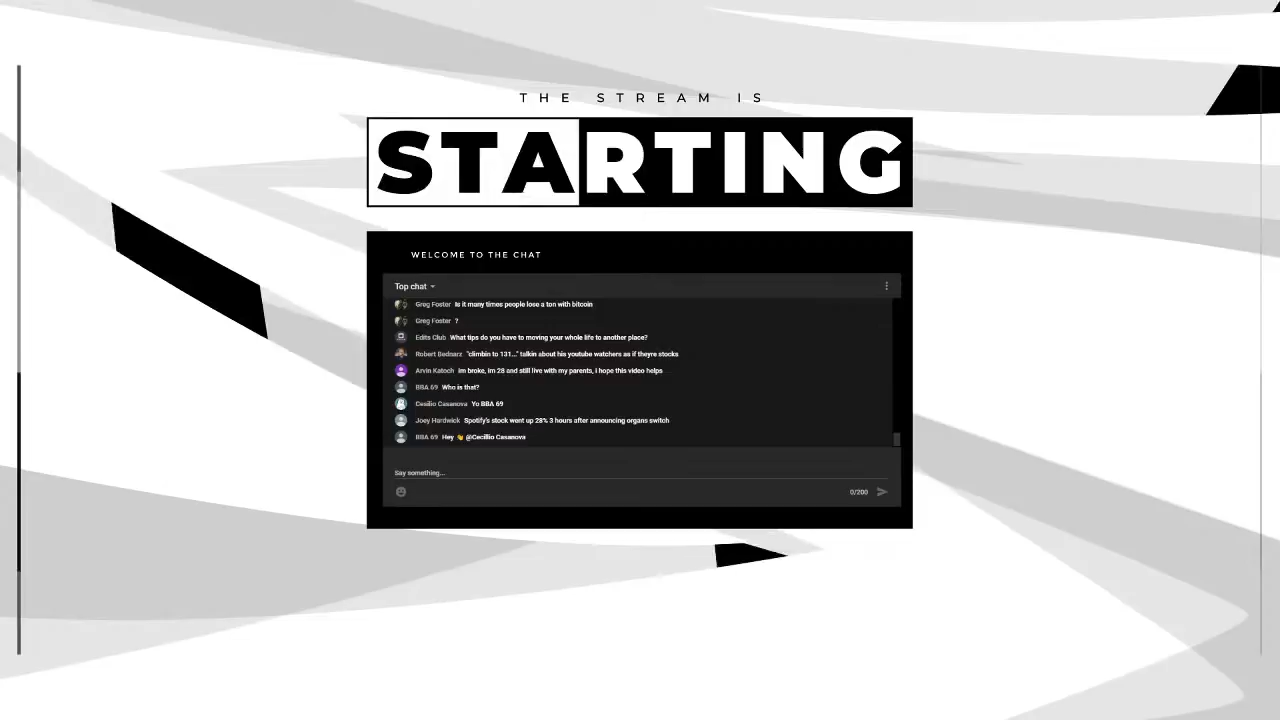 THE STREAM IS
STARTING
WELCOME TO THE CHAT
Top chat
Greg Foster Is it many times people lose a ton with bitcoin
Greg Foster ?
Edits Club What tips do you have to moving your whole life to another place?
Robert Bednarz "climbin to 131..." talkin about his youtube watchers as if theyre stocks
Arvin Katoch im broke, im 28 and still live with my parents, i hope this video helps
BBA 69 Who is that?
Cesilio Casanova Yo BBA 69
Joey Hardwick Spotify's stock went up 28% 3 hours after announcing organs switch
BBA 69 Hey 👋 @Cecillio Casanova
Say something...
0/200